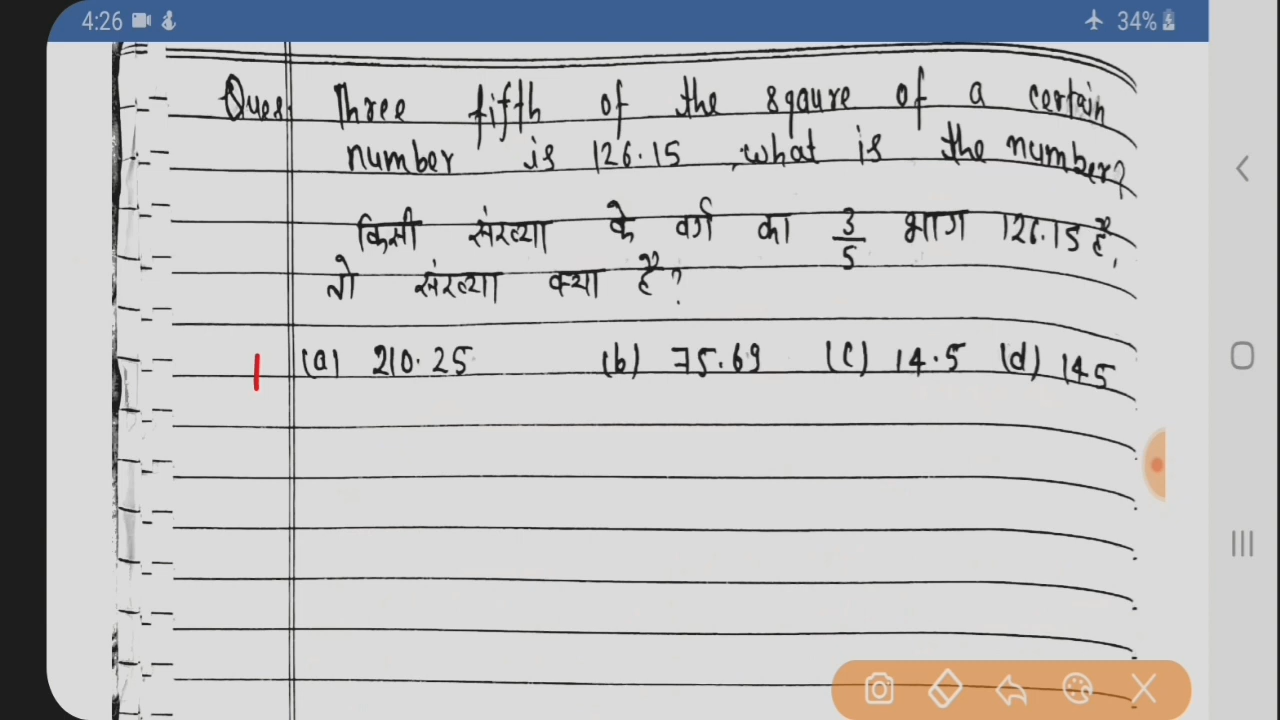 4:26
34%
Ques. Three fifth of the sqaure of a certain
number is 126.15, what is the number?
किसी संख्या के वर्ग का 3/5 भाग 126.15 है,
तो संख्या क्या है?
(a) 210.25 (b) 75.69 (c) 14.5 (d) 145